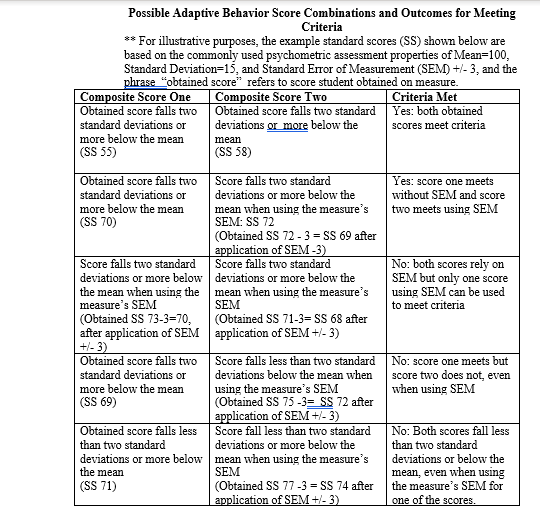 Possible Adaptive Behavior Score Combinations and Outcomes for Meeting
Criteria
** For illustrative purposes, the example standard scores (SS) shown below are
based on the commonly used psychometric assessment properties of Mean=100,
Standard Deviation=15, and Standard Error of Measurement (SEM) +/- 3, and the
phrase “obtained score” refers to score student obtained on measure.
Composite Score One
Composite Score Two
Criteria Met
Obtained score falls two
standard deviations or
more below the mean
(SS 55)
Obtained score falls two standard
deviations or more below the
mean
(SS 58)
Yes: both obtained
scores meet criteria
Obtained score falls two
standard deviations or
more below the mean
(SS 70)
Score falls two standard
deviations or more below the
mean when using the measure’s
SEM: SS 72
(Obtained SS 72 - 3 = SS 69 after
application of SEM -3)
Yes: score one meets
without SEM and score
two meets using SEM
Score falls two standard
deviations or more below
the mean when using the
measure’s SEM
(Obtained SS 73-3=70,
after application of SEM
+/- 3)
Score falls two standard
deviations or more below the
mean when using the measure’s
SEM
(Obtained SS 71-3= SS 68 after
application of SEM +/- 3)
No: both scores rely on
SEM but only one score
using SEM can be used
to meet criteria
Obtained score falls two
standard deviations or
more below the mean
(SS 69)
Score falls less than two standard
deviations below the mean when
using the measure’s SEM
(Obtained SS 75 -3= SS 72 after
application of SEM +/- 3)
No: score one meets but
score two does not, even
when using SEM
Obtained score falls less
than two standard
deviations or more below
the mean
(SS 71)
Score fall less than two standard
deviations or more below the
mean when using the measure’s
SEM
(Obtained SS 77 -3 = SS 74 after
application of SEM +/- 3)
No: Both scores fall less
than two standard
deviations or below the
mean, even when using
the measure’s SEM for
one of the scores.